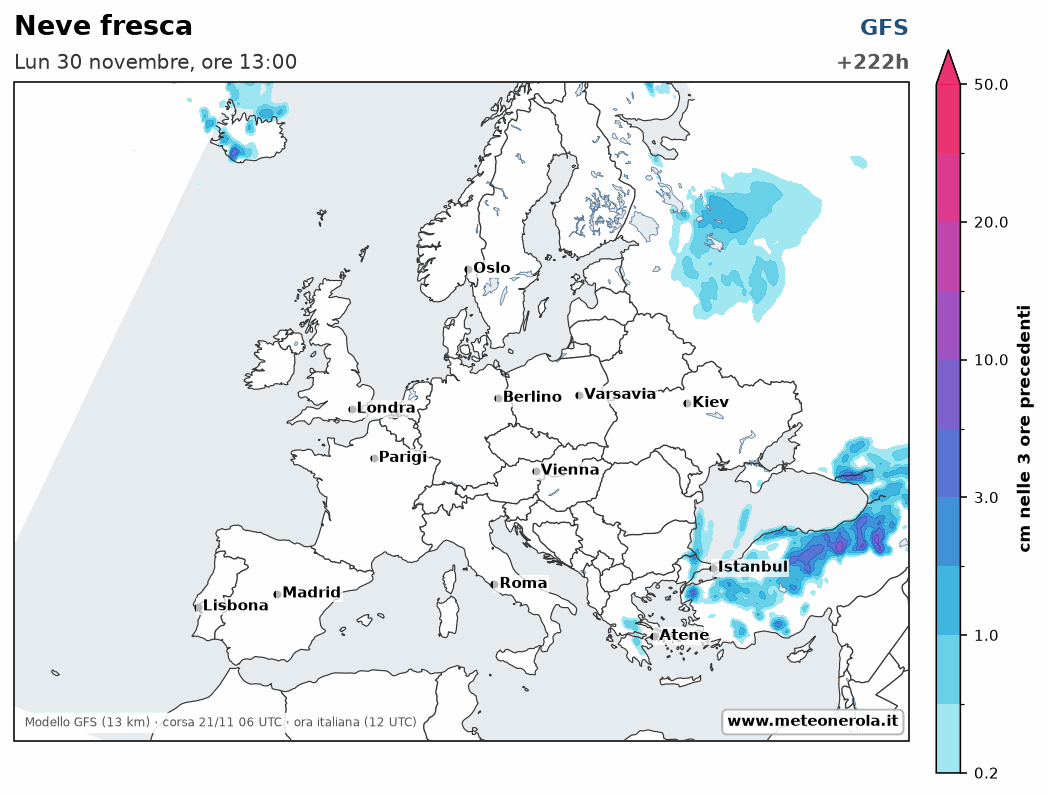 Neve fresca
GFS
Lun 30 novembre, ore 13:00
+222h
50.0
20.0
10.0
3.0
1.0
0.2
cm nelle 3 ore precedenti
Oslo
Berlino
Varsavia
Kiev
Londra
Parigi
Vienna
Istanbul
Roma
Madrid
Lisbona
Atene
Modello GFS (13 km) · corsa 21/11 06 UTC · ora italiana (12 UTC)
www.meteonerola.it